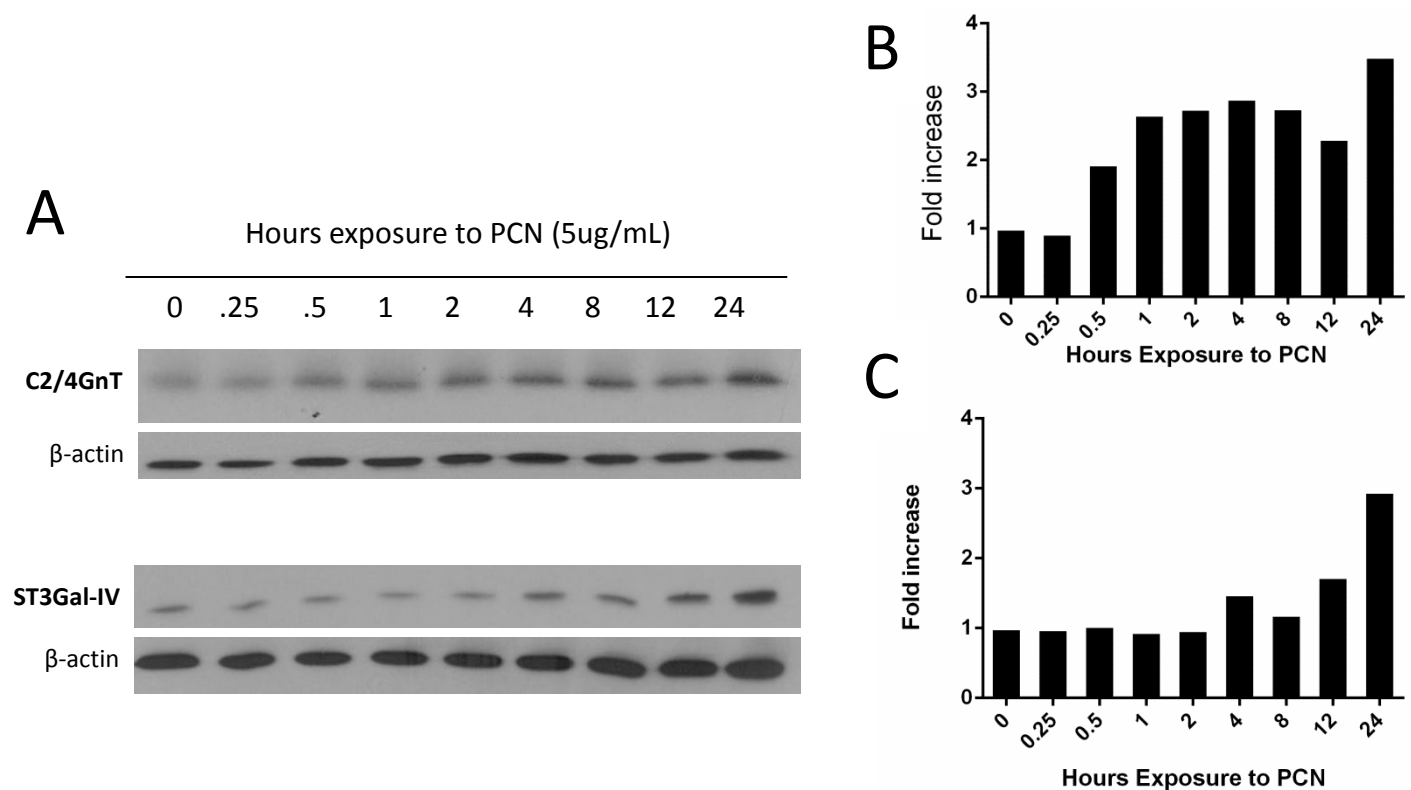 A
Hours exposure to PCN (5ug/mL)
0 .25 .5 1 2 4 8 12 24
C2/4GnT
β-actin
ST3Gal-IV
β-actin
B
Fold increase
4
3
2
1
0
0 0.25 0.5 1 2 4 8 12 24
Hours Exposure to PCN
C
Fold increase
4
3
2
1
0
0 0.25 0.5 1 2 4 8 12 24
Hours Exposure to PCN